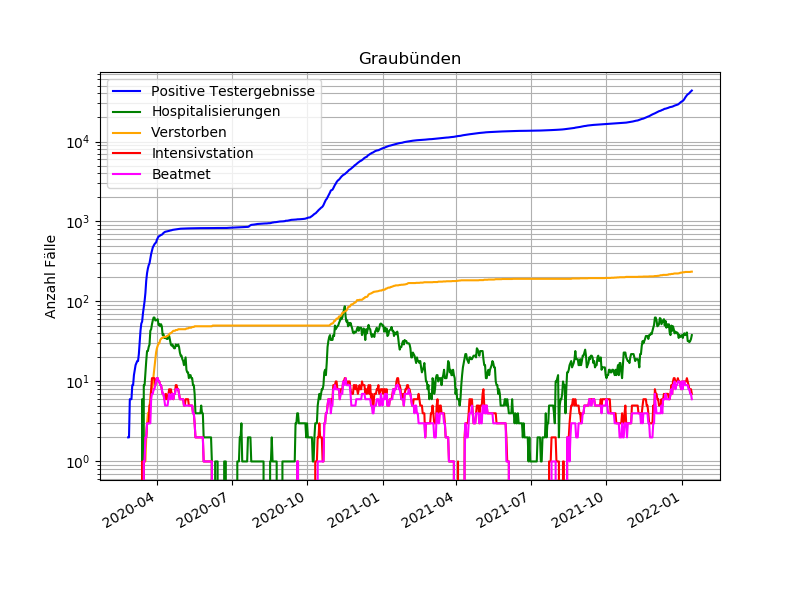 Graubünden
Positive Testergebnisse
Hospitalisierungen
Verstorben
Intensivstation
Beatmet
Anzahl Fälle
10^4
10^3
10^2
10^1
10^0
2020-04
2020-07
2020-10
2021-01
2021-04
2021-07
2021-10
2022-01